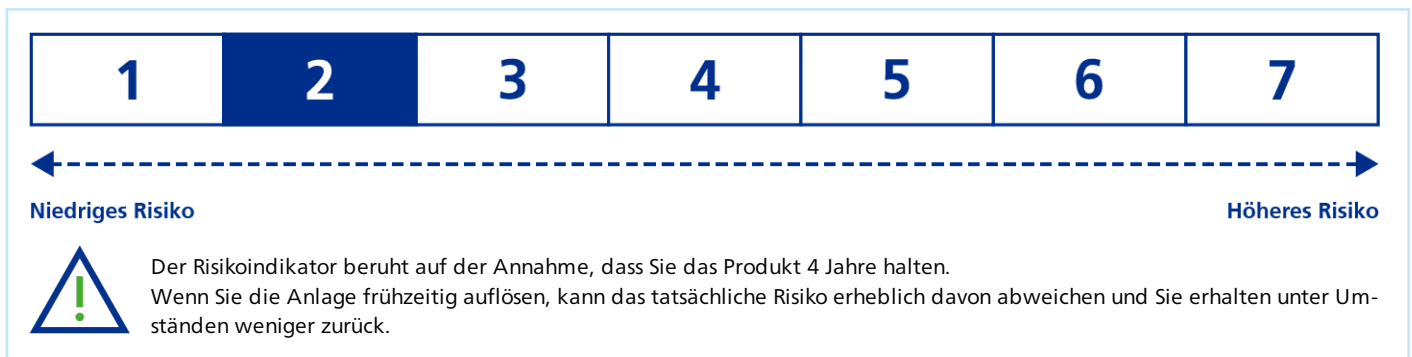 1 2 3 4 5 6 7
Niedriges Risiko Höheres Risiko
Der Risikoindikator beruht auf der Annahme, dass Sie das Produkt 4 Jahre halten.
Wenn Sie die Anlage frühzeitig auflösen, kann das tatsächliche Risiko erheblich davon abweichen und Sie erhalten unter Um-
ständen weniger zurück.